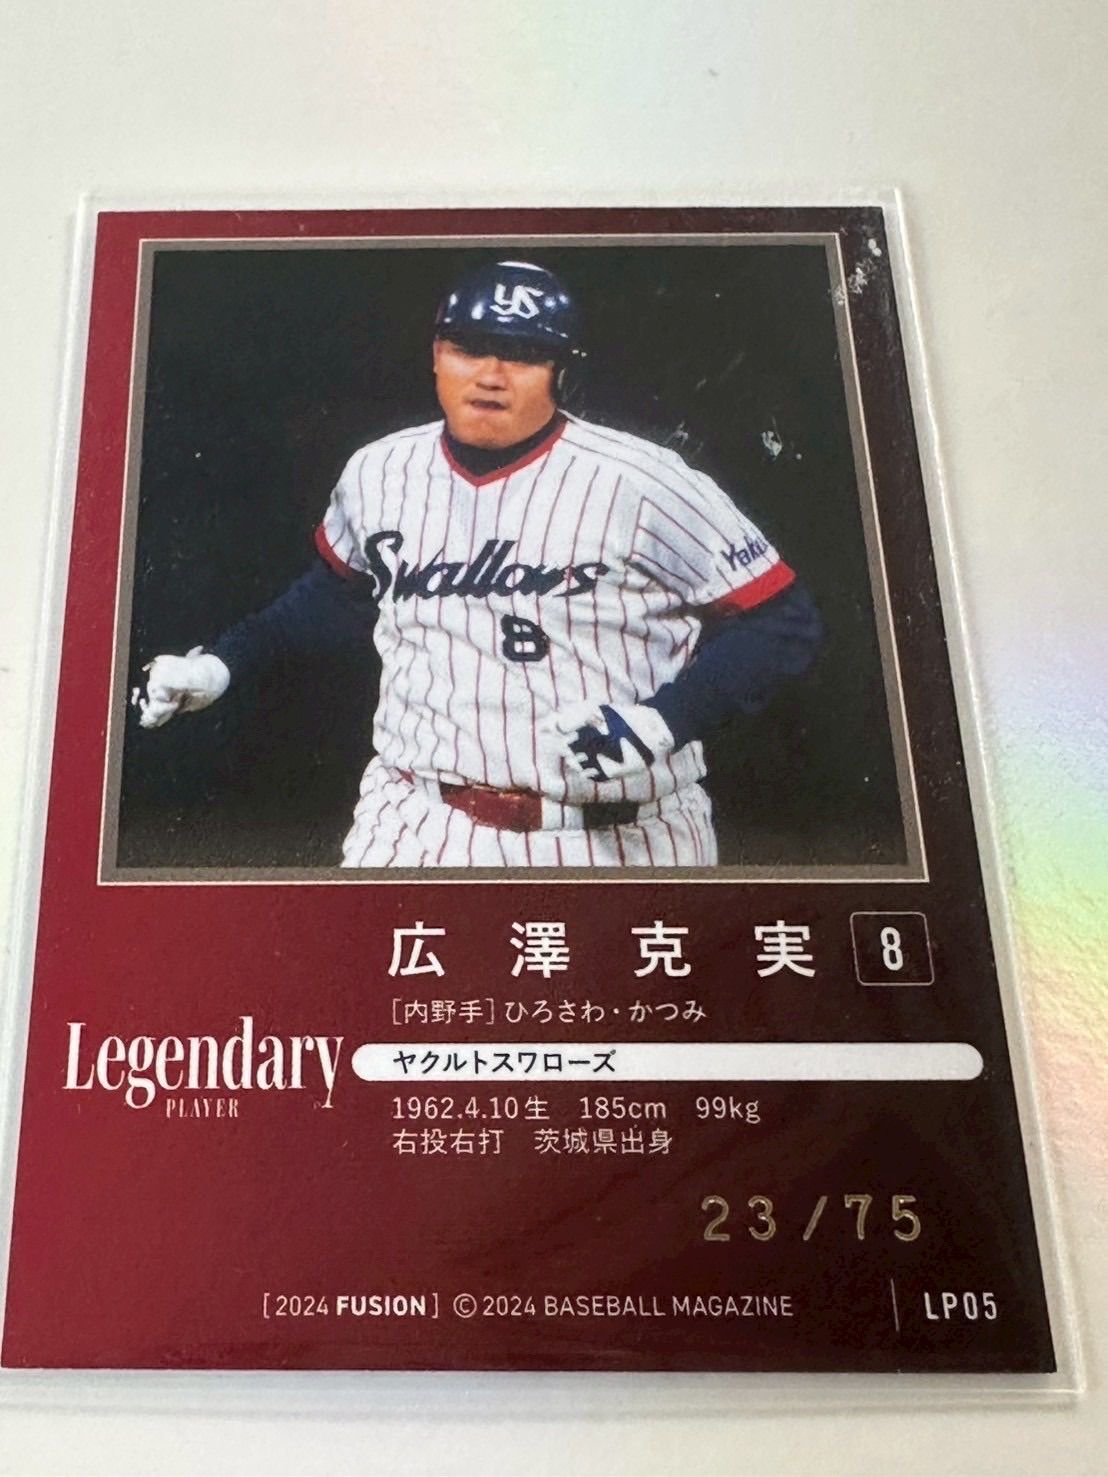 YS
Swallows
8
広澤克実 8
[内野手]ひろさわ・かつみ
Legendary
PLAYER
ヤクルトスワローズ
1962.4.10生 185cm 99kg
右投右打 茨城県出身
23/75
[2024 FUSION] ©2024 BASEBALL MAGAZINE
LP05